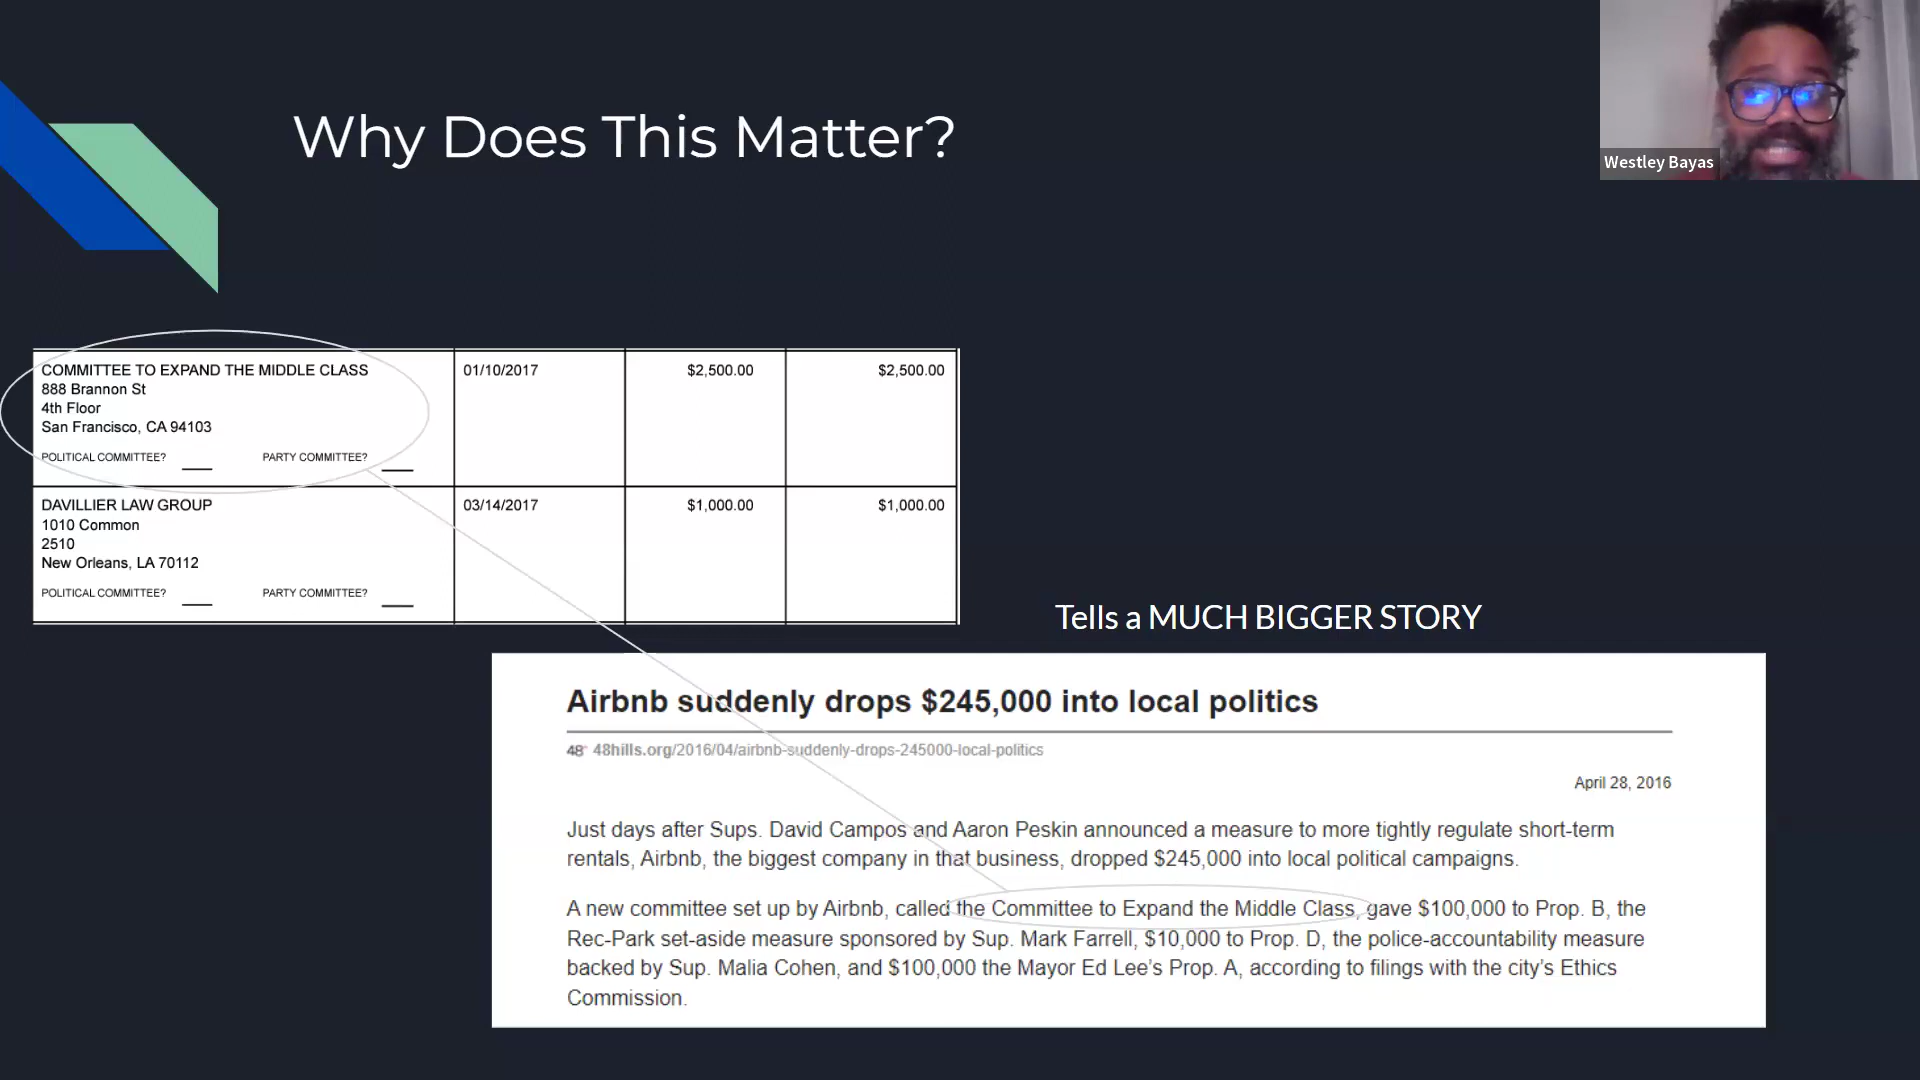 Why Does This Matter?
Westley Bayas
COMMITTEE TO EXPAND THE MIDDLE CLASS 01/10/2017 $2,500.00 $2,500.00
888 Brannon St
4th Floor
San Francisco, CA 94103
POLITICAL COMMITTEE? ___ PARTY COMMITTEE? ___
DAVILLIER LAW GROUP 03/14/2017 $1,000.00 $1,000.00
1010 Common
2510
New Orleans, LA 70112
POLITICAL COMMITTEE? ___ PARTY COMMITTEE? ___
Tells a MUCH BIGGER STORY
Airbnb suddenly drops $245,000 into local politics
48 48hills.org/2016/04/airbnb-suddenly-drops-245000-local-politics
April 28, 2016
Just days after Sups. David Campos and Aaron Peskin announced a measure to more tightly regulate short-term
rentals, Airbnb, the biggest company in that business, dropped $245,000 into local political campaigns.
A new committee set up by Airbnb, called the Committee to Expand the Middle Class, gave $100,000 to Prop. B, the
Rec-Park set-aside measure sponsored by Sup. Mark Farrell, $10,000 to Prop. D, the police-accountability measure
backed by Sup. Malia Cohen, and $100,000 the Mayor Ed Lee's Prop. A, according to filings with the city's Ethics
Commission.